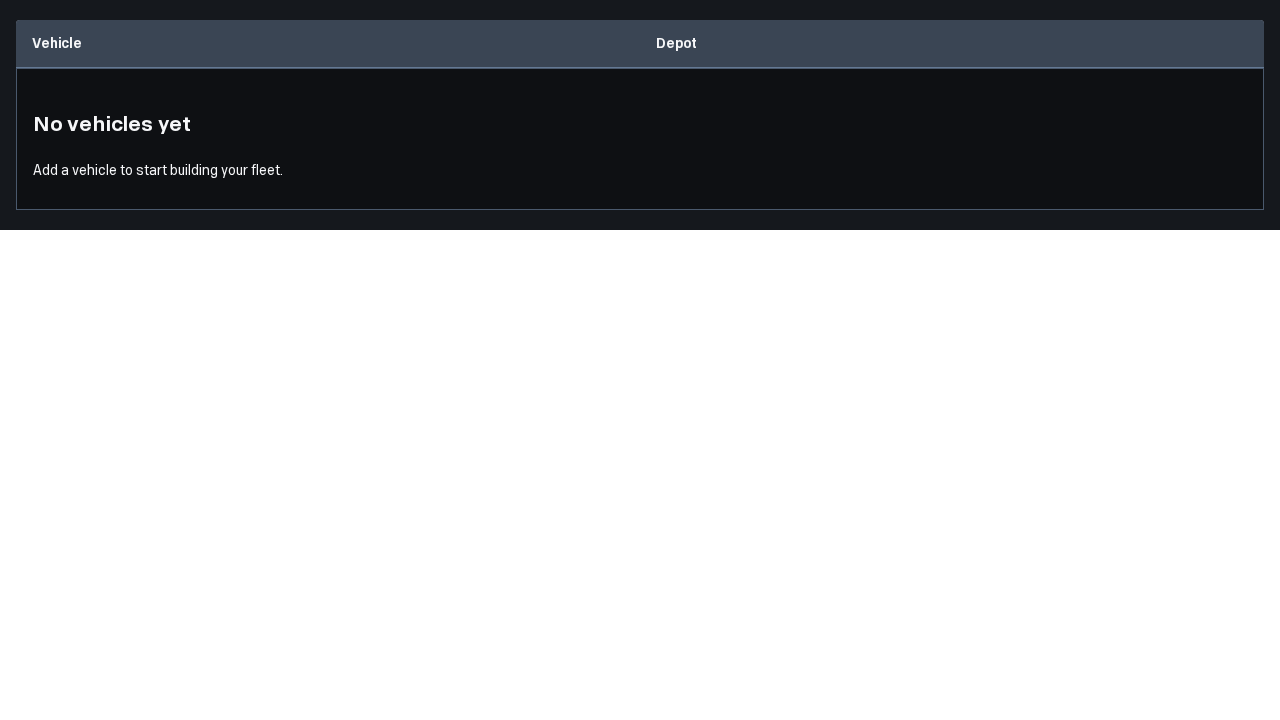 Vehicle Depot
No vehicles yet
Add a vehicle to start building your fleet.